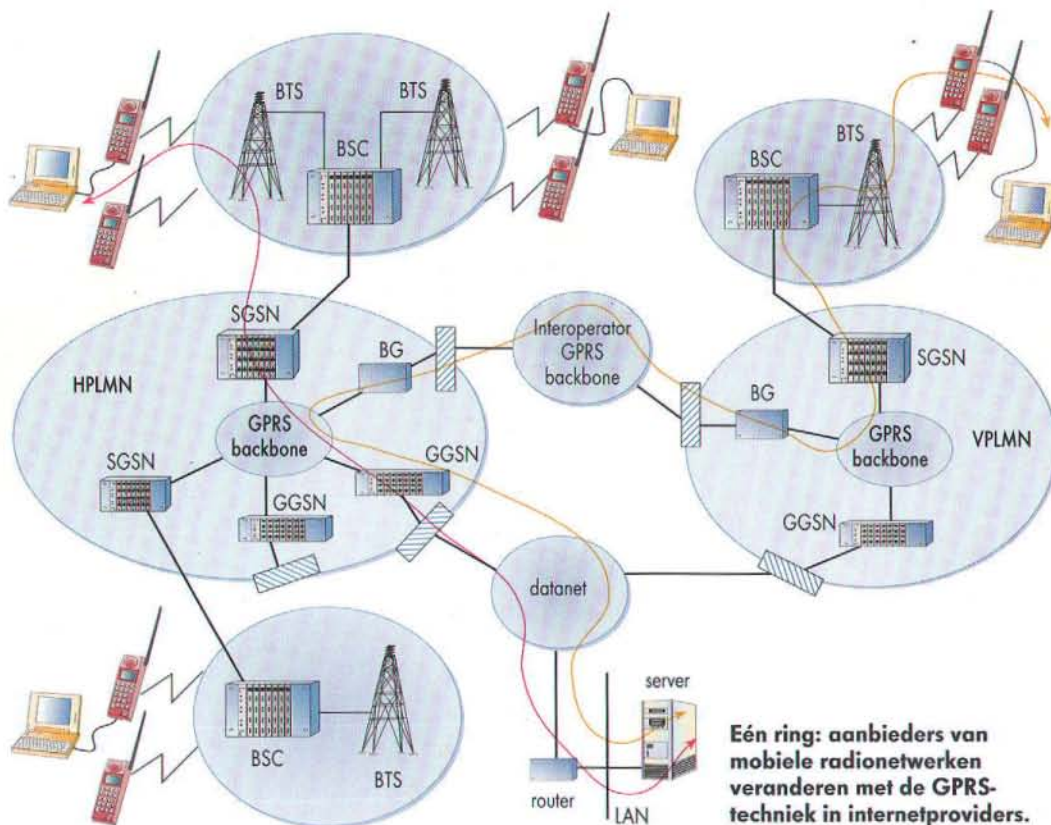 BTS
BTS
BSC
BTS
BSC
SGSN
HPLMN
BG
Interoperator
GPRS
backbone
SGSN
BG
GPRS
backbone
GPRS
backbone
VPLMN
SGSN
GGSN
GGSN
GGSN
datanet
BSC
BTS
server
router
LAN
Eén ring: aanbieders van
mobiele radionetwerken
veranderen met de GPRS-
techniek in internetproviders.